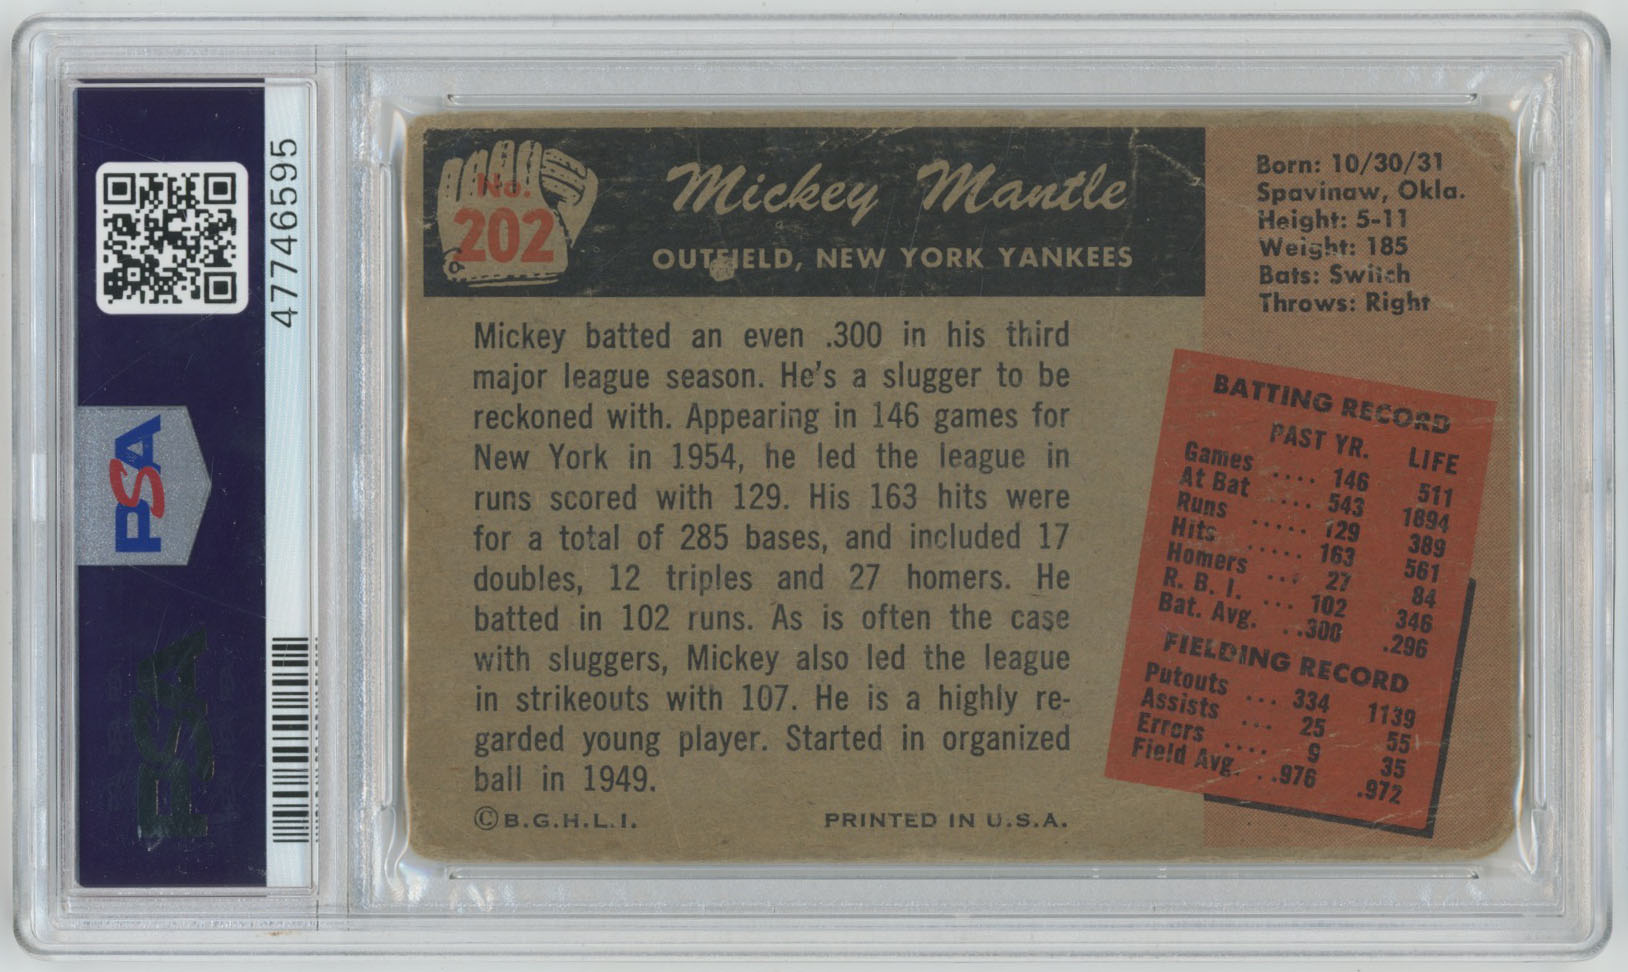 47746595
PSA
PSA
No.
202
Mickey Mantle
OUTFIELD, NEW YORK YANKEES
Born: 10/30/31
Spavinaw, Okla.
Height: 5-11
Weight: 185
Bats: Switch
Throws: Right
Mickey batted an even .300 in his third
major league season. He's a slugger to be
reckoned with. Appearing in 146 games for
New York in 1954, he led the league in
runs scored with 129. His 163 hits were
for a total of 285 bases, and included 17
doubles, 12 triples and 27 homers. He
batted in 102 runs. As is often the case
with sluggers, Mickey also led the league
in strikeouts with 107. He is a highly re-
garded young player. Started in organized
ball in 1949.
© B.G.H.L.I. PRINTED IN U.S.A.
BATTING RECORD
PAST YR. LIFE
Games .... 146 511
At Bat .... 543 1894
Runs ..... 129 389
Hits ..... 163 561
Homers ... 27 84
R. B. I. ... 102 346
Bat. Avg. ..300 .296
FIELDING RECORD
Putouts ... 334 1139
Assists ... 25 55
Errors .... 9 35
Field Avg. ..976 .972